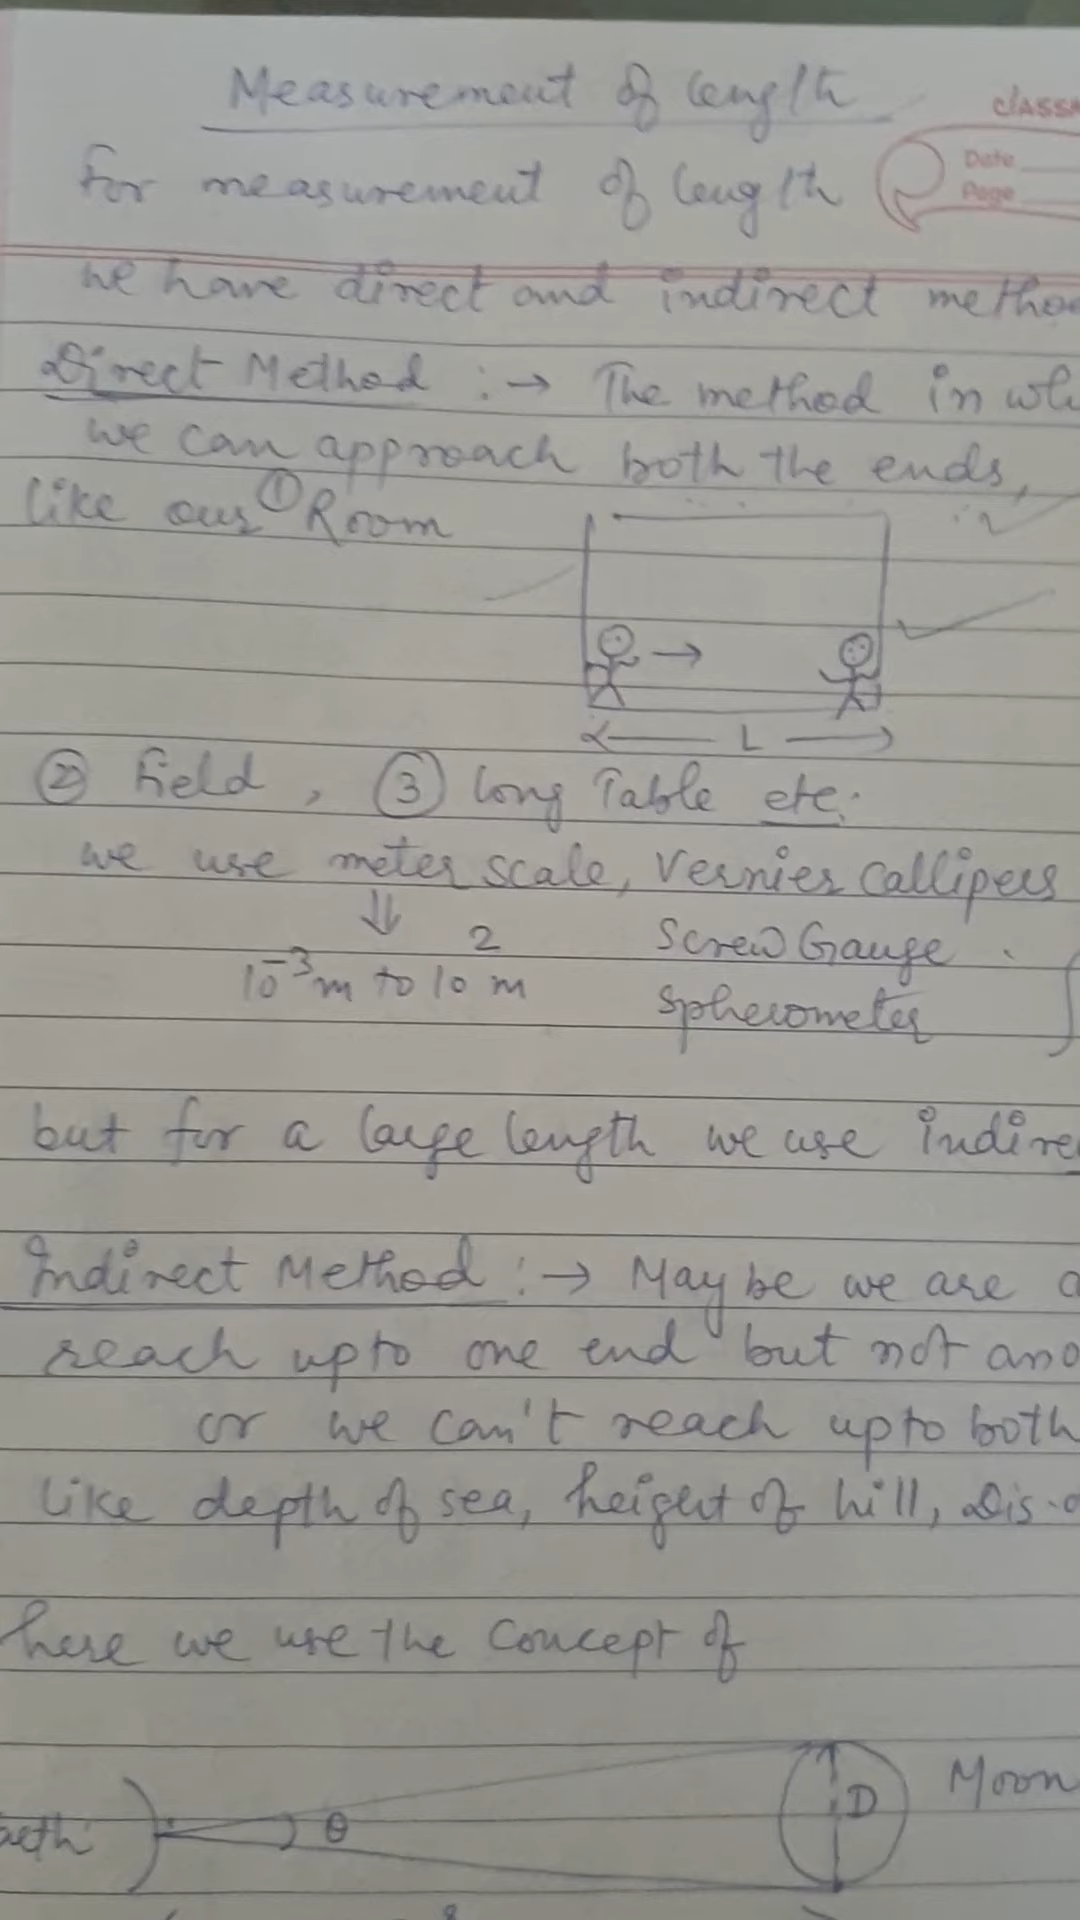 Measurement of length
CLASS
Date
Page
For measurement of length
we have direct and indirect metho
Direct Method :→ The method in wh
we can approach both the ends,
like our ① Room
← L →
② field, ③ long Table etc.
we use meter scale, Vernier Callipers
⇓ Screw Gauge
10⁻³m to 10² m Spherometer
but for a large length we use indire
Indirect Method :→ May be we are a
reach upto one end but not ano
or we can't reach upto both
like depth of sea, height of hill, Dis. o
here we use the concept of
Moon
D
θ
arth